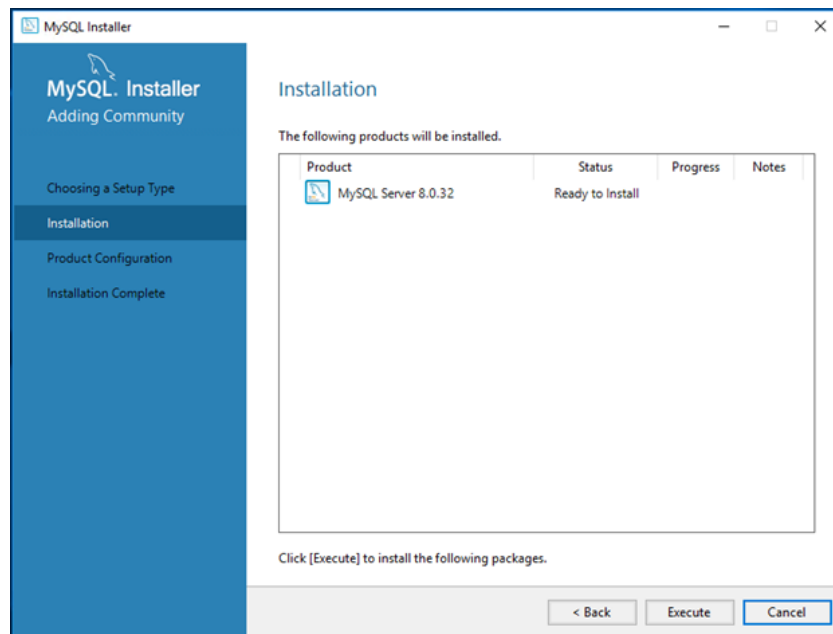 MySQL Installer
MySQL. Installer
Adding Community
Choosing a Setup Type
Installation
Product Configuration
Installation Complete
Installation
The following products will be installed.
Product Status Progress Notes
MySQL Server 8.0.32 Ready to Install
Click [Execute] to install the following packages.
< Back Execute Cancel